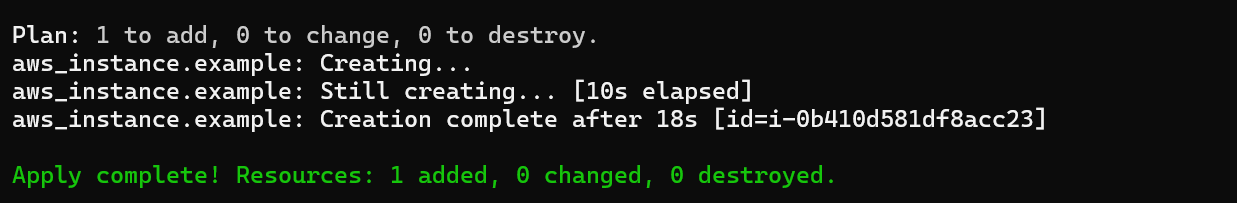 Plan: 1 to add, 0 to change, 0 to destroy.
aws_instance.example: Creating...
aws_instance.example: Still creating... [10s elapsed]
aws_instance.example: Creation complete after 18s [id=i-0b410d581df8acc23]
Apply complete! Resources: 1 added, 0 changed, 0 destroyed.